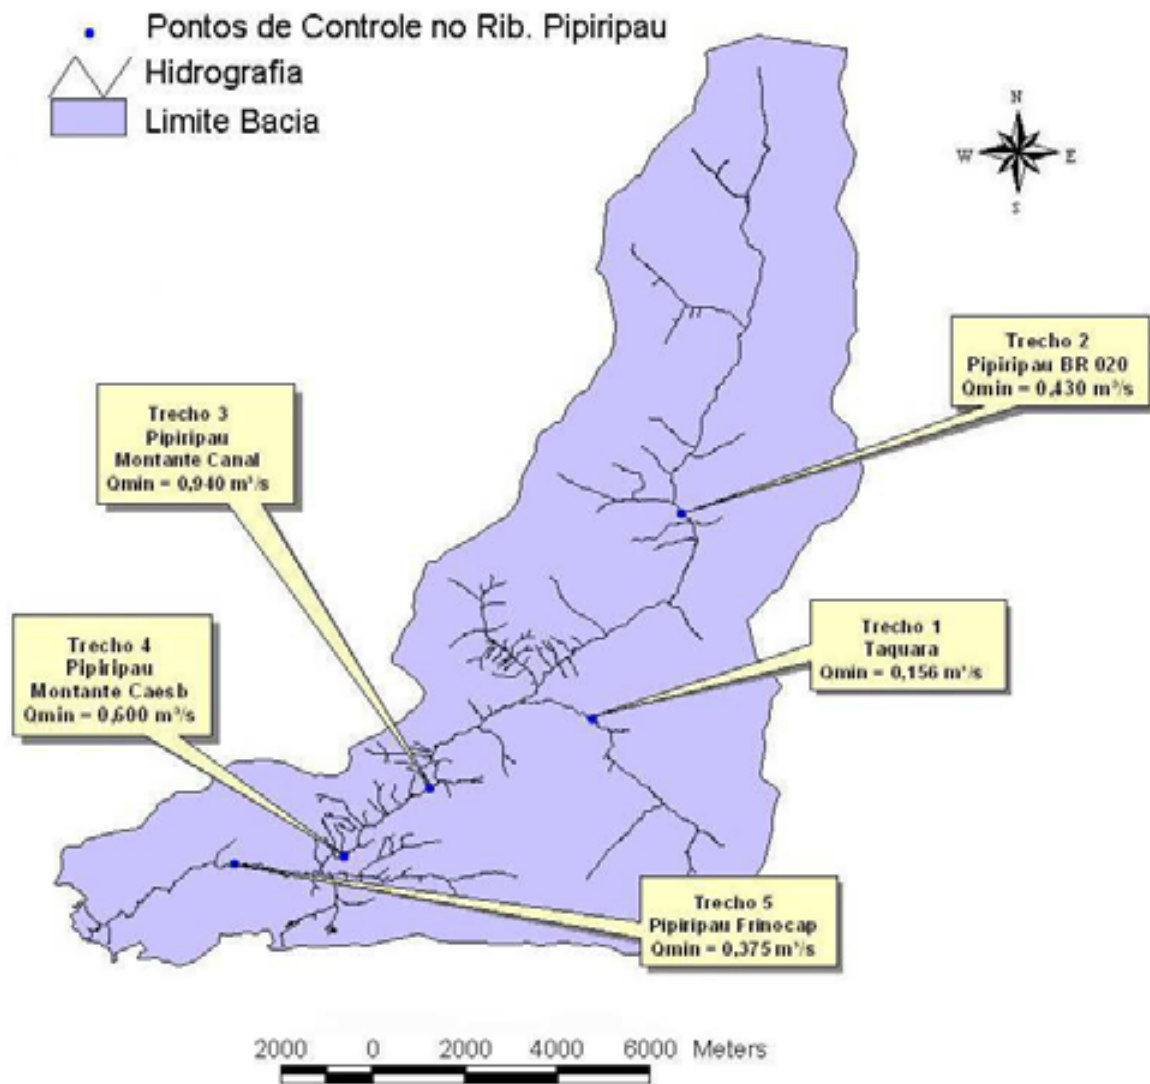 Pontos de Controle no Rib. Pipiripau
Hidrografia
Limite Bacia
N
W
E
S
Trecho 2
Pipiripau BR 020
Qmin = 0,430 m³/s
Trecho 3
Pipiripau
Montante Canal
Qmin = 0,940 m³/s
Trecho 4
Pipiripau
Montante Caesb
Qmin = 0,600 m³/s
Trecho 1
Taquara
Qmin = 0,156 m³/s
Trecho 5
Pipiripau Frinocap
Qmin = 0,375 m³/s
2000 0 2000 4000 6000 Meters